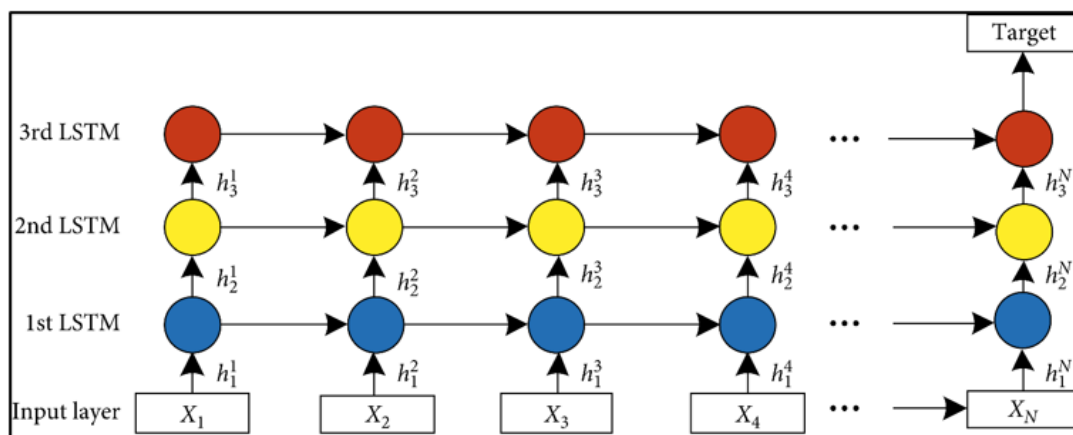 Target
3rd LSTM ...
h_3^1 h_3^2 h_3^3 h_3^4 h_3^N
2nd LSTM ...
h_2^1 h_2^2 h_2^3 h_2^4 h_2^N
1st LSTM ...
h_1^1 h_1^2 h_1^3 h_1^4 h_1^N
Input layer X_1 X_2 X_3 X_4 ... X_N